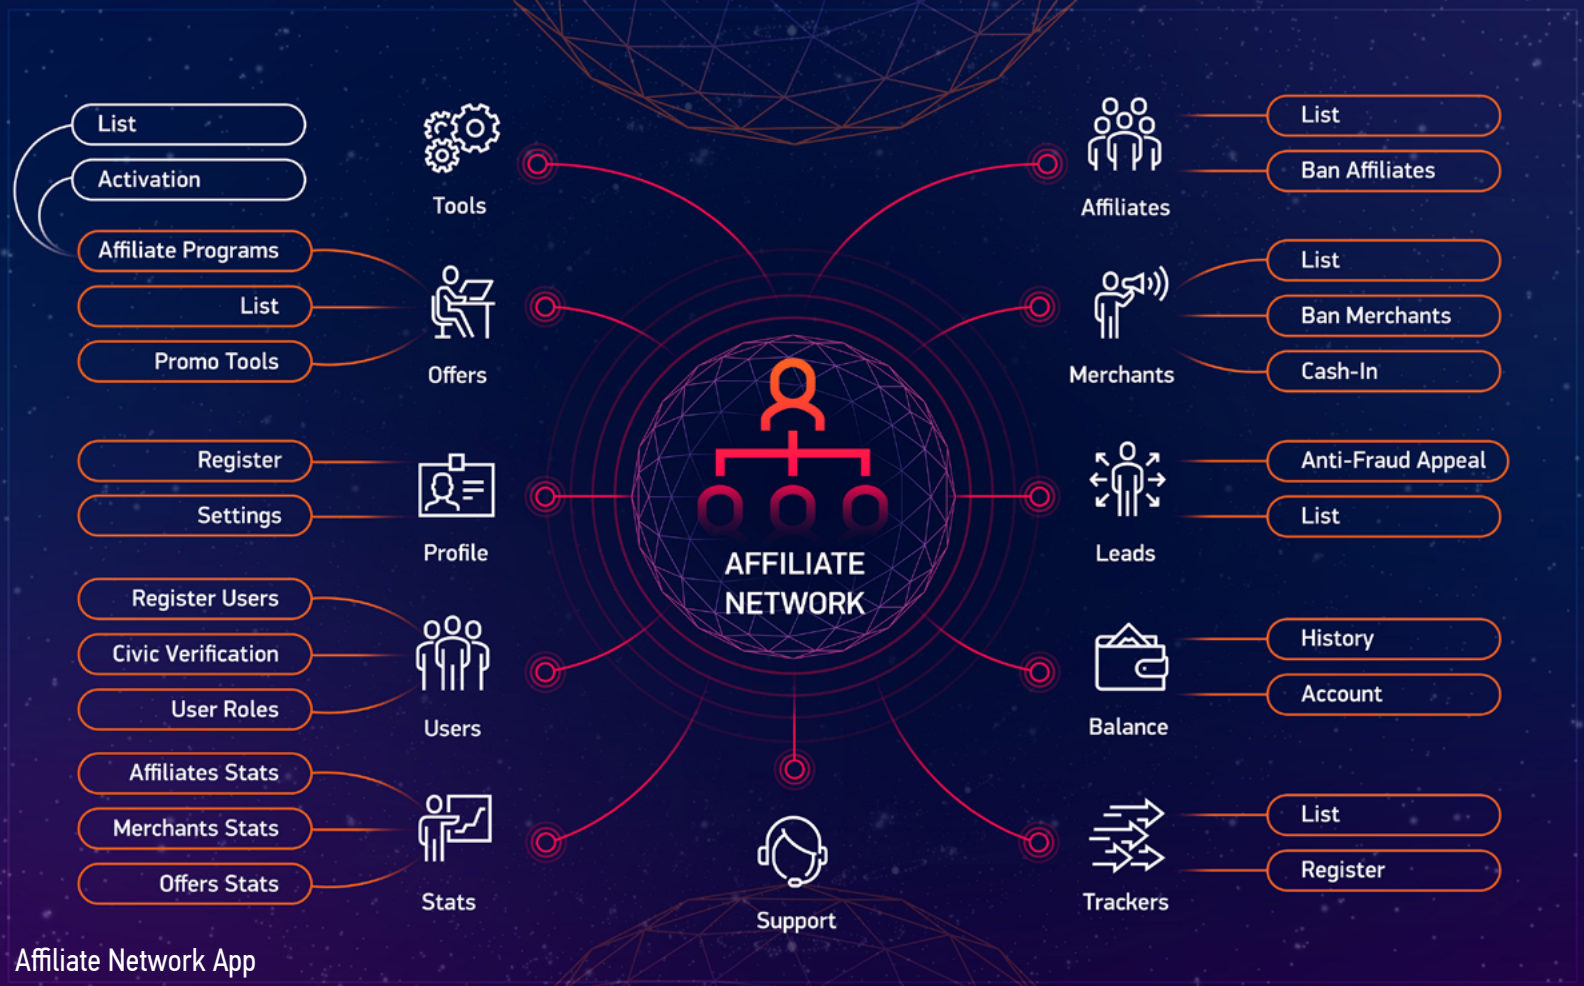 List
Activation
Affiliate Programs
List
Promo Tools
Register
Settings
Register Users
Civic Verification
User Roles
Affiliates Stats
Merchants Stats
Offers Stats
Tools
Offers
Profile
Users
Stats
AFFILIATE
NETWORK
Support
Affiliates
Merchants
Leads
Balance
Trackers
List
Ban Affiliates
List
Ban Merchants
Cash-In
Anti-Fraud Appeal
List
History
Account
List
Register
Affiliate Network App